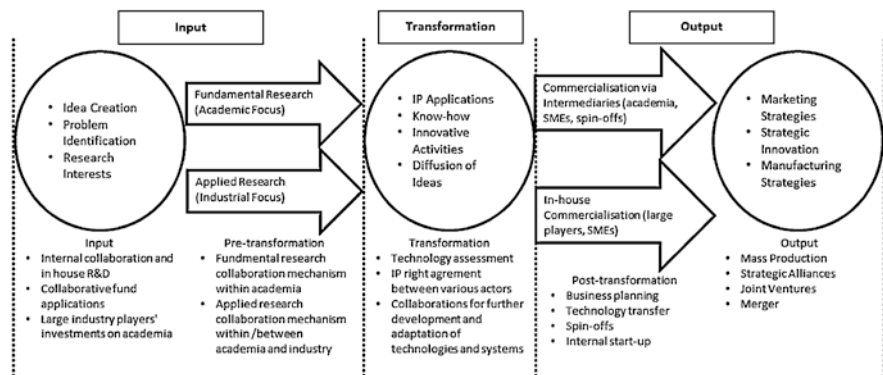 Input
Transformation
Output
• Idea Creation
• Problem
Identification
• Research
Interests
Fundamental Research
(Academic Focus)
Applied Research
(Industrial Focus)
• IP Applications
• Know-how
• Innovative
Activities
• Diffusion of
Ideas
Commercialisation via
Intermediaries (academia,
SMEs, spin-offs)
In-house
Commercialisation (large
players, SMEs)
• Marketing
Strategies
• Strategic
Innovation
• Manufacturing
Strategies
Input
• Internal collaboration and
in house R&D
• Collaborative fund
applications
• Large industry players'
investments on academia
Pre-transformation
• Fundmental research
collaboration mechanism
within academia
• Applied research
collaboration mechanism
within /between
academia and industry
Transformation
• Technology assessment
• IP right agrement
between various actors
• Collaborations for further
development and
adaptation of
technologies and systems
Post-transformation
• Business planning
• Technology transfer
• Spin-offs
• Internal start-up
Output
• Mass Production
• Strategic Alliances
• Joint Ventures
• Merger